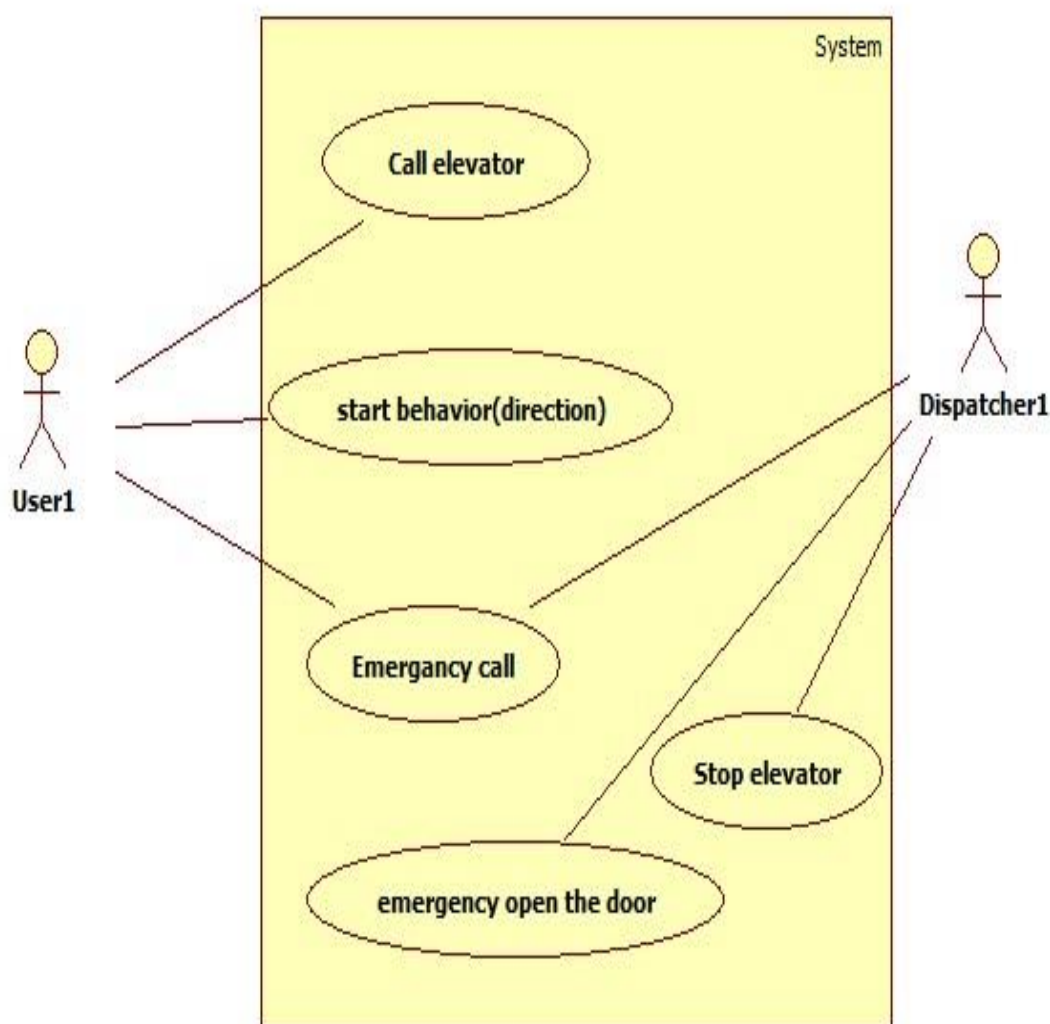 System
Call elevator
start behavior(direction)
User1
Dispatcher1
Emergancy call
Stop elevator
emergency open the door